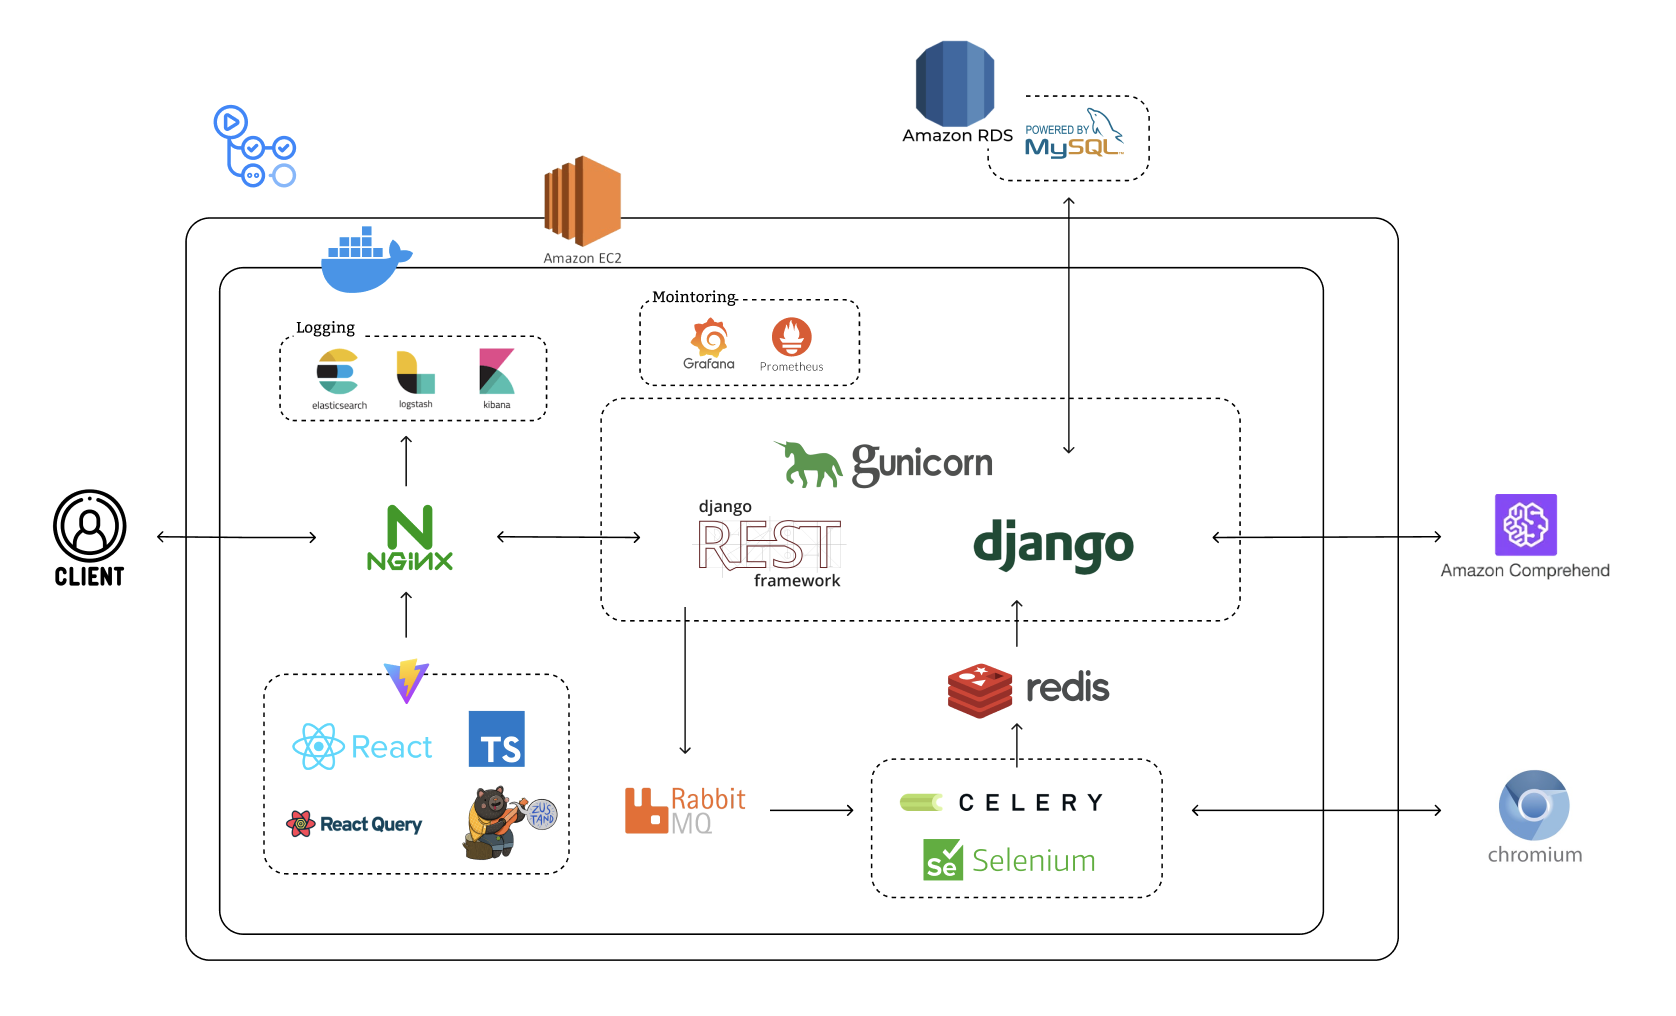 Amazon RDS
POWERED BY
MySQL
Amazon EC2
Mointoring
Grafana
Prometheus
Logging
elasticsearch
logstash
kibana
gunicorn
django
REST
framework
django
NGiNX
CLIENT
Amazon Comprehend
redis
React
TS
React Query
ZUS
TAND
Rabbit
MQ
CELERY
Se
Selenium
chromium